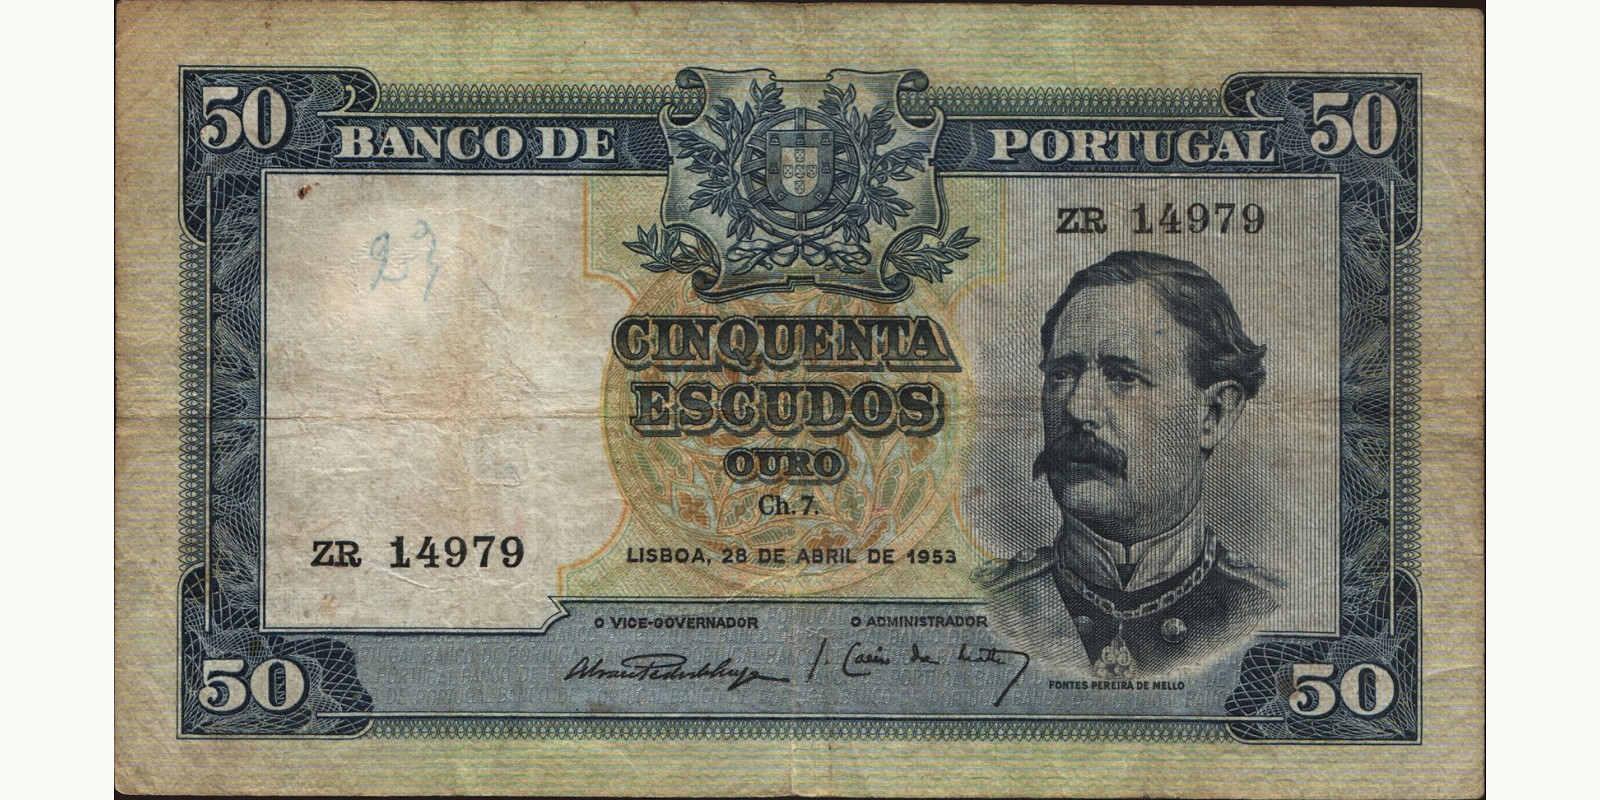 50 50
BANCO DE PORTUGAL
ZR 14979
23
CINQUENTA
ESCUDOS
OURO
Ch. 7.
ZR 14979
LISBOA, 28 DE ABRIL DE 1953
O VICE-GOVERNADOR O ADMINISTRADOR
FONTES PEREIRA DE MELLO
50 50